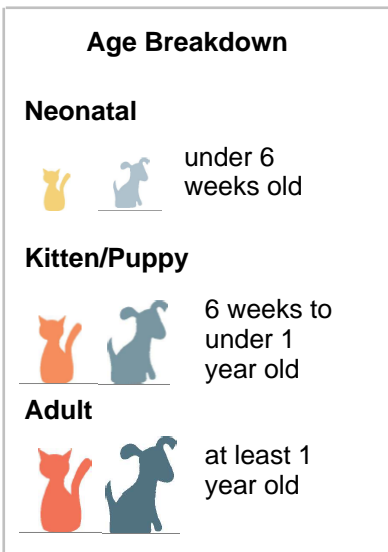 Age Breakdown
Neonatal
under 6
weeks old
Kitten/Puppy
6 weeks to
under 1
year old
Adult
at least 1
year old